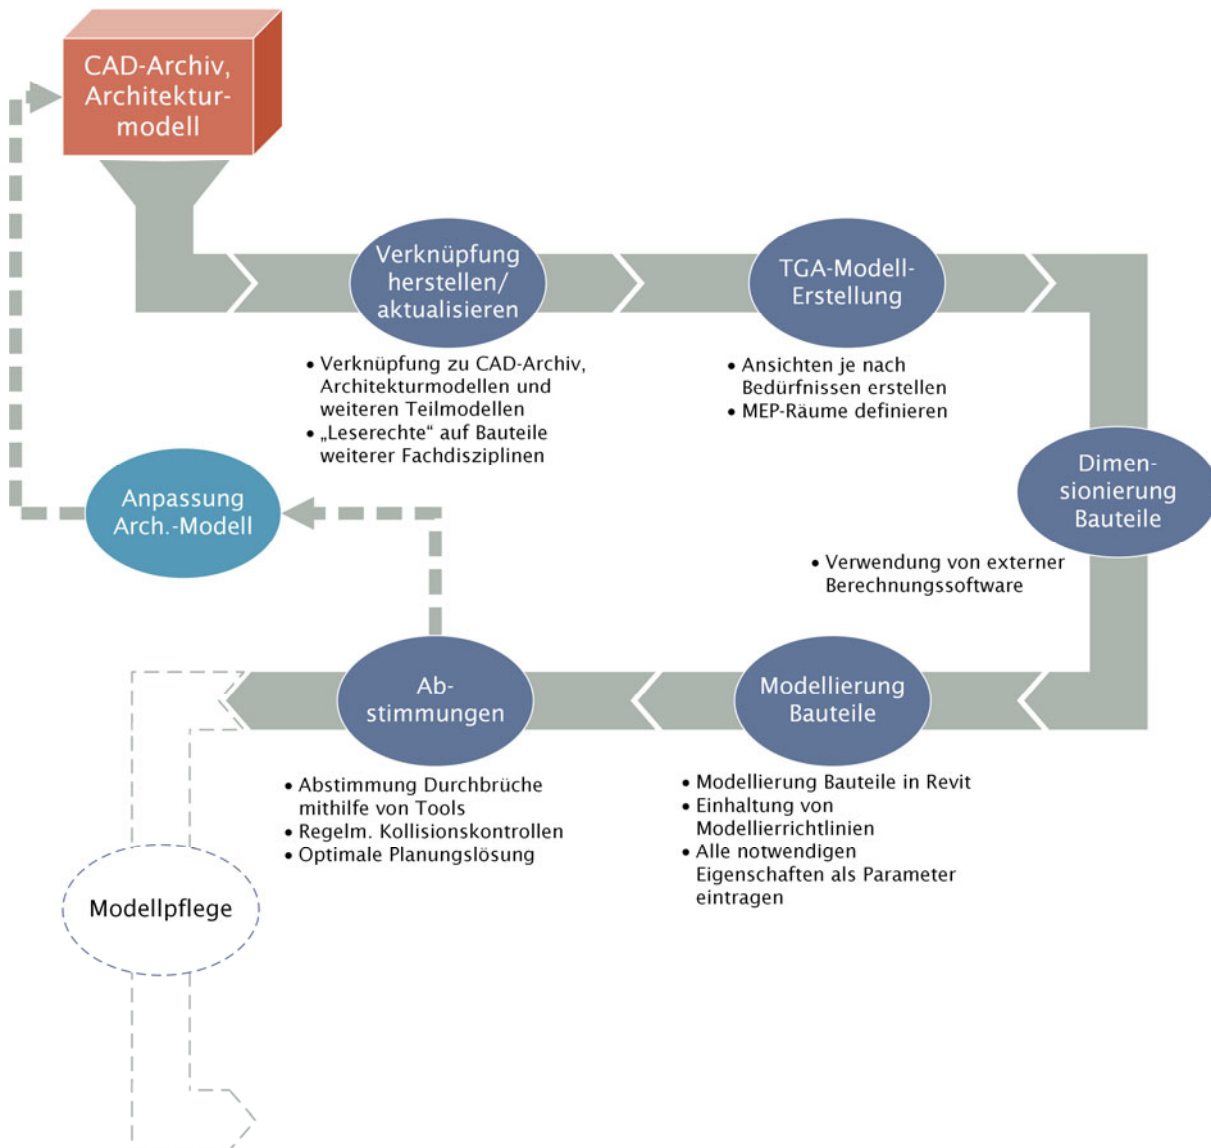 CAD-Archiv,
Architektur-
modell
Verknüpfung
herstellen/
aktualisieren
• Verknüpfung zu CAD-Archiv,
Architekturmodellen und
weiteren Teilmodellen
• „Leserechte“ auf Bauteile
weiterer Fachdisziplinen
TGA-Modell-
Erstellung
• Ansichten je nach
Bedürfnissen erstellen
• MEP-Räume definieren
Dimen-
sionierung
Bauteile
• Verwendung von externer
Berechnungssoftware
Modellierung
Bauteile
• Modellierung Bauteile in Revit
• Einhaltung von
Modellierrichtlinien
• Alle notwendigen
Eigenschaften als Parameter
eintragen
Ab-
stimmungen
• Abstimmung Durchbrüche
mithilfe von Tools
• Regelm. Kollisionskontrollen
• Optimale Planungslösung
Anpassung
Arch.-Modell
Modellpflege